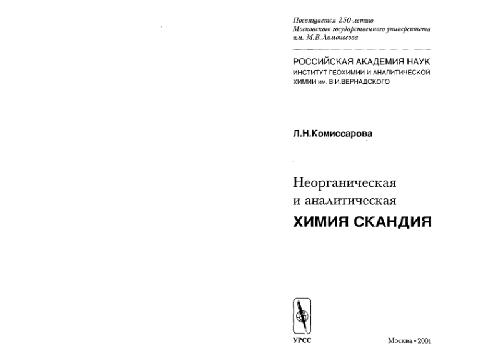 Посвящается 250-летию
Московского государственного университета
им. М.В.Ломоносова
РОССИЙСКАЯ АКАДЕМИЯ НАУК
ИНСТИТУТ ГЕОХИМИИ И АНАЛИТИЧЕСКОЙ
ХИМИИ им. В.И.ВЕРНАДСКОГО
Л.Н.Комиссарова
Неорганическая
и аналитическая
ХИМИЯ СКАНДИЯ
УРСС
Москва • 2001